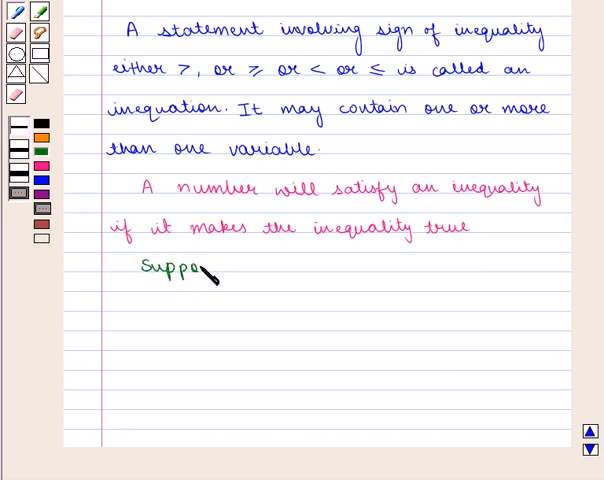 A statement involving sign of inequality
either >, or ⩾ or < or ≤ is called an
inequation. It may contain one or more
than one variable.
A number will satisfy an inequality
if it makes the inequality true
Suppo